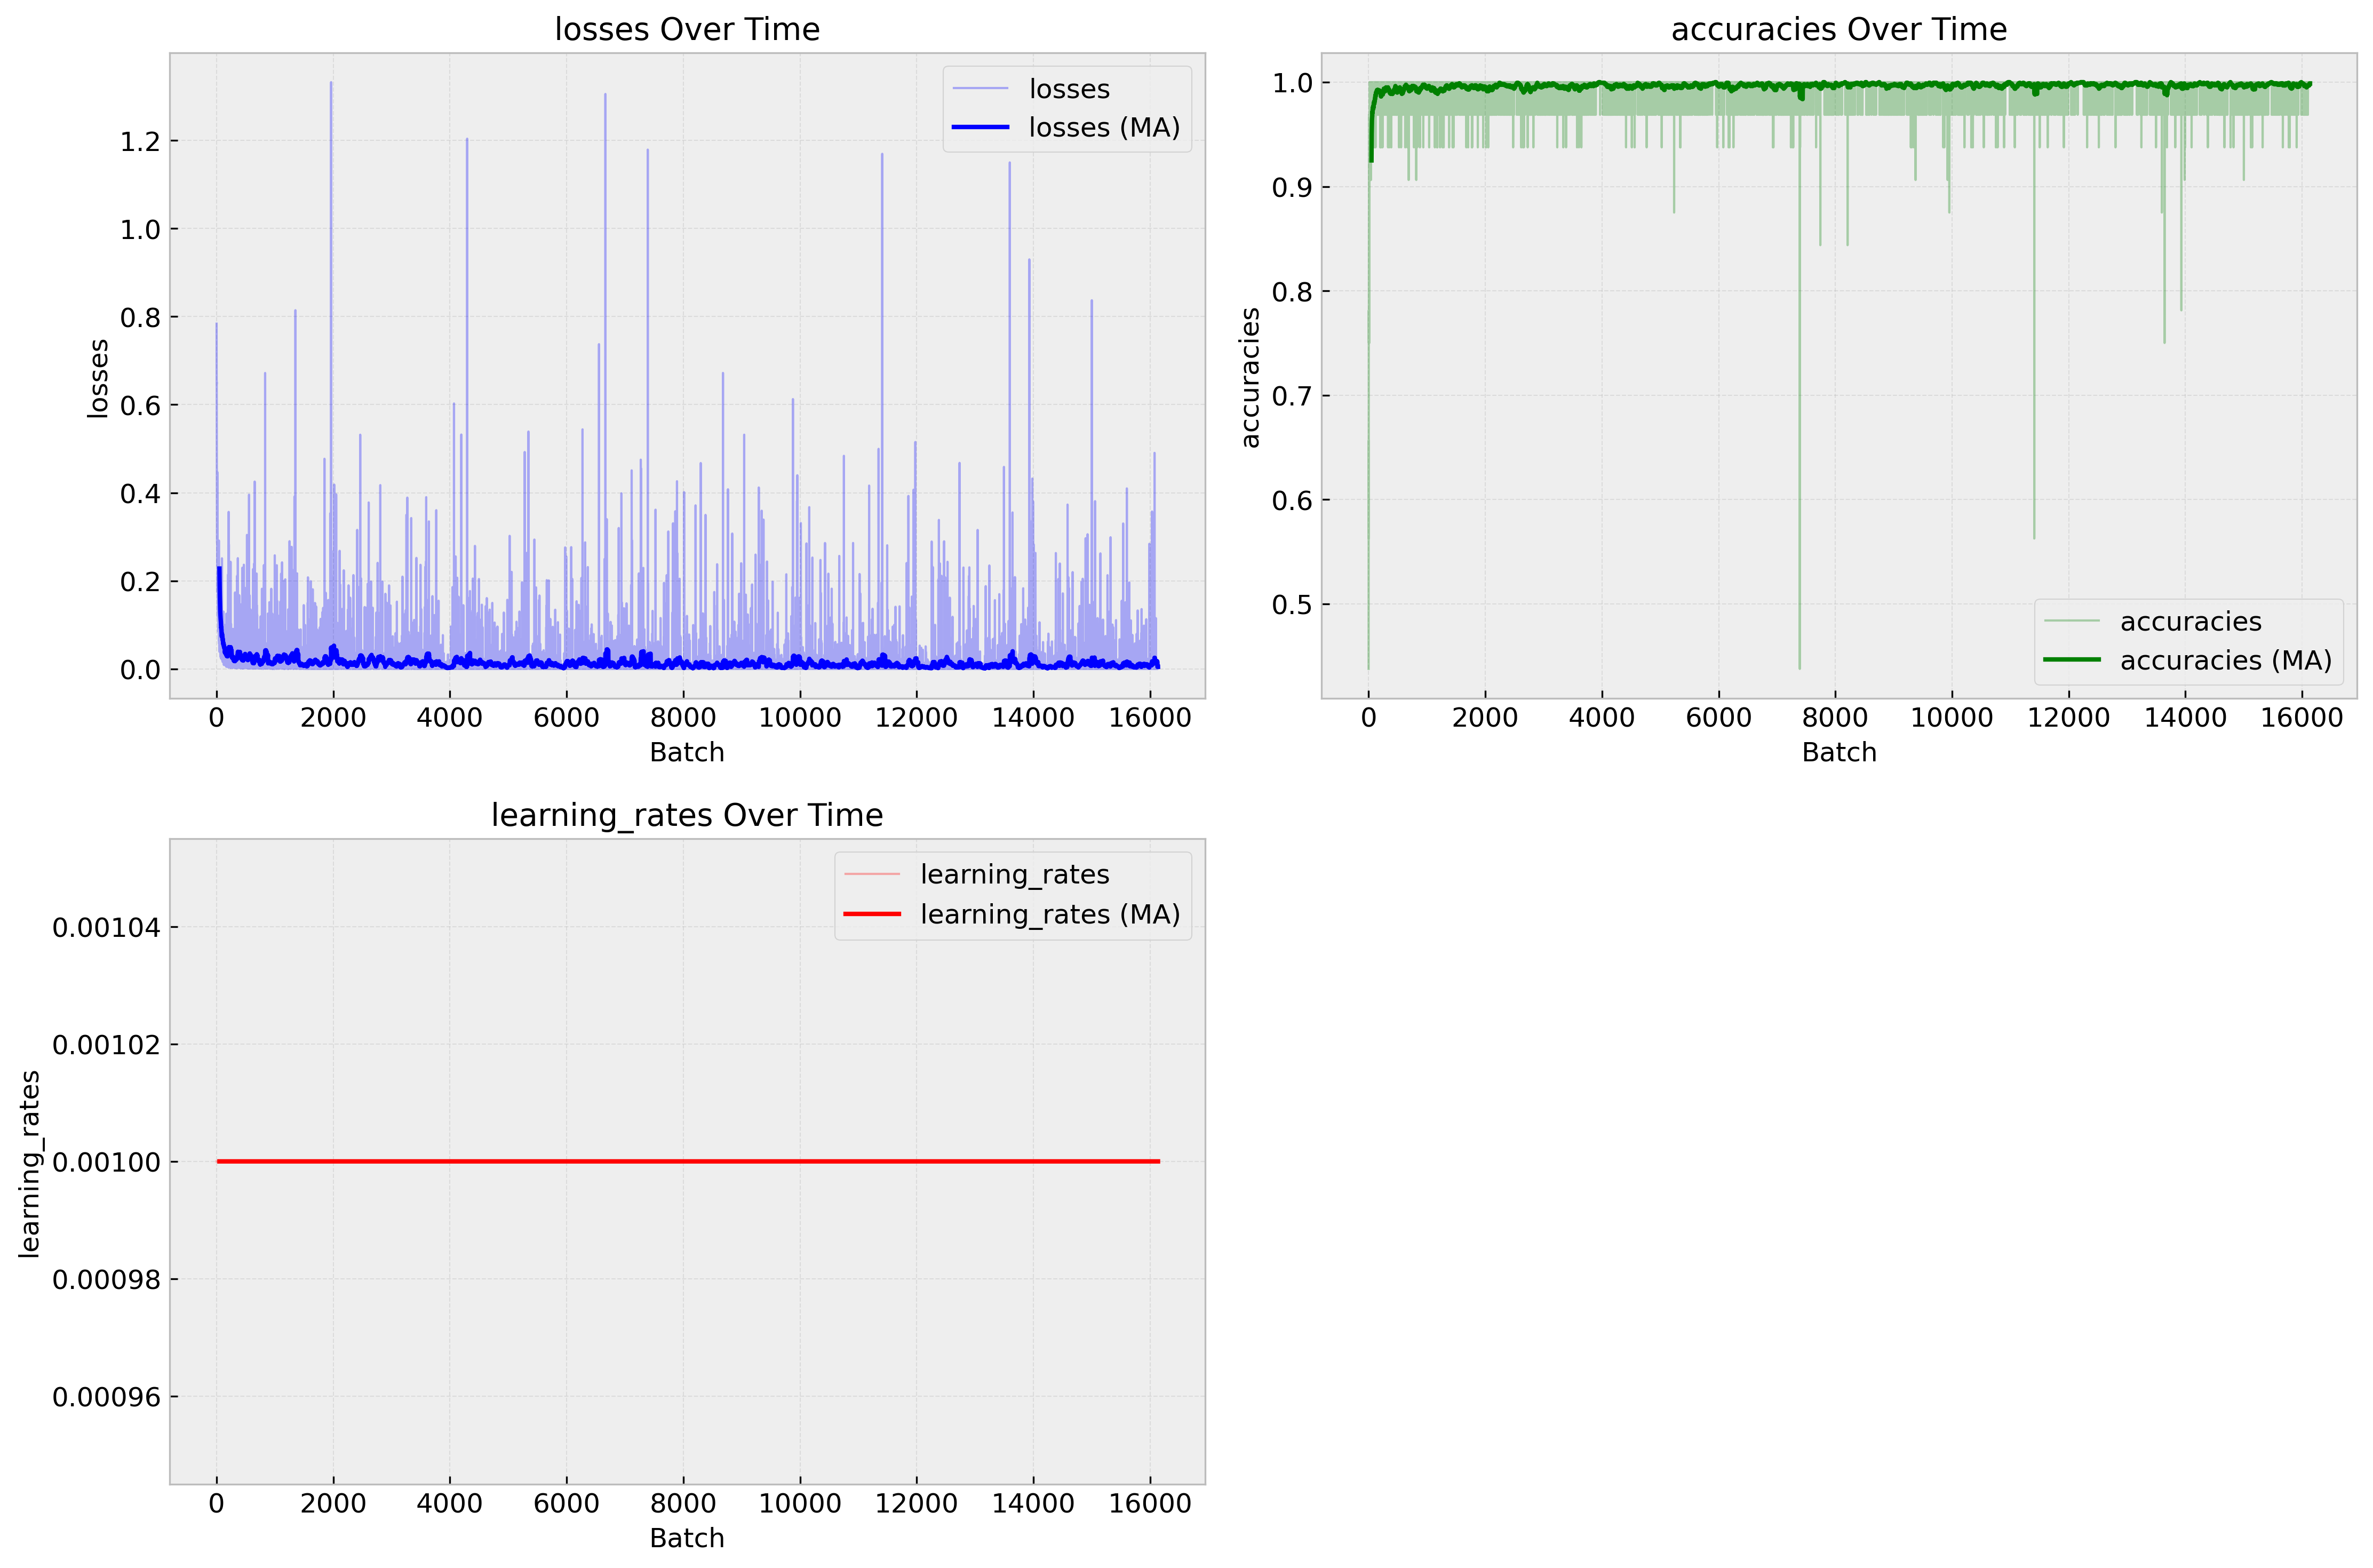 losses Over Time
losses
losses (MA)
losses
1.2
1.0
0.8
0.6
0.4
0.2
0.0
0 2000 4000 6000 8000 10000 12000 14000 16000
Batch
accuracies Over Time
accuracies
1.0
0.9
0.8
0.7
0.6
0.5
accuracies
accuracies (MA)
0 2000 4000 6000 8000 10000 12000 14000 16000
Batch
learning_rates Over Time
learning_rates
learning_rates (MA)
learning_rates
0.00104
0.00102
0.00100
0.00098
0.00096
0 2000 4000 6000 8000 10000 12000 14000 16000
Batch